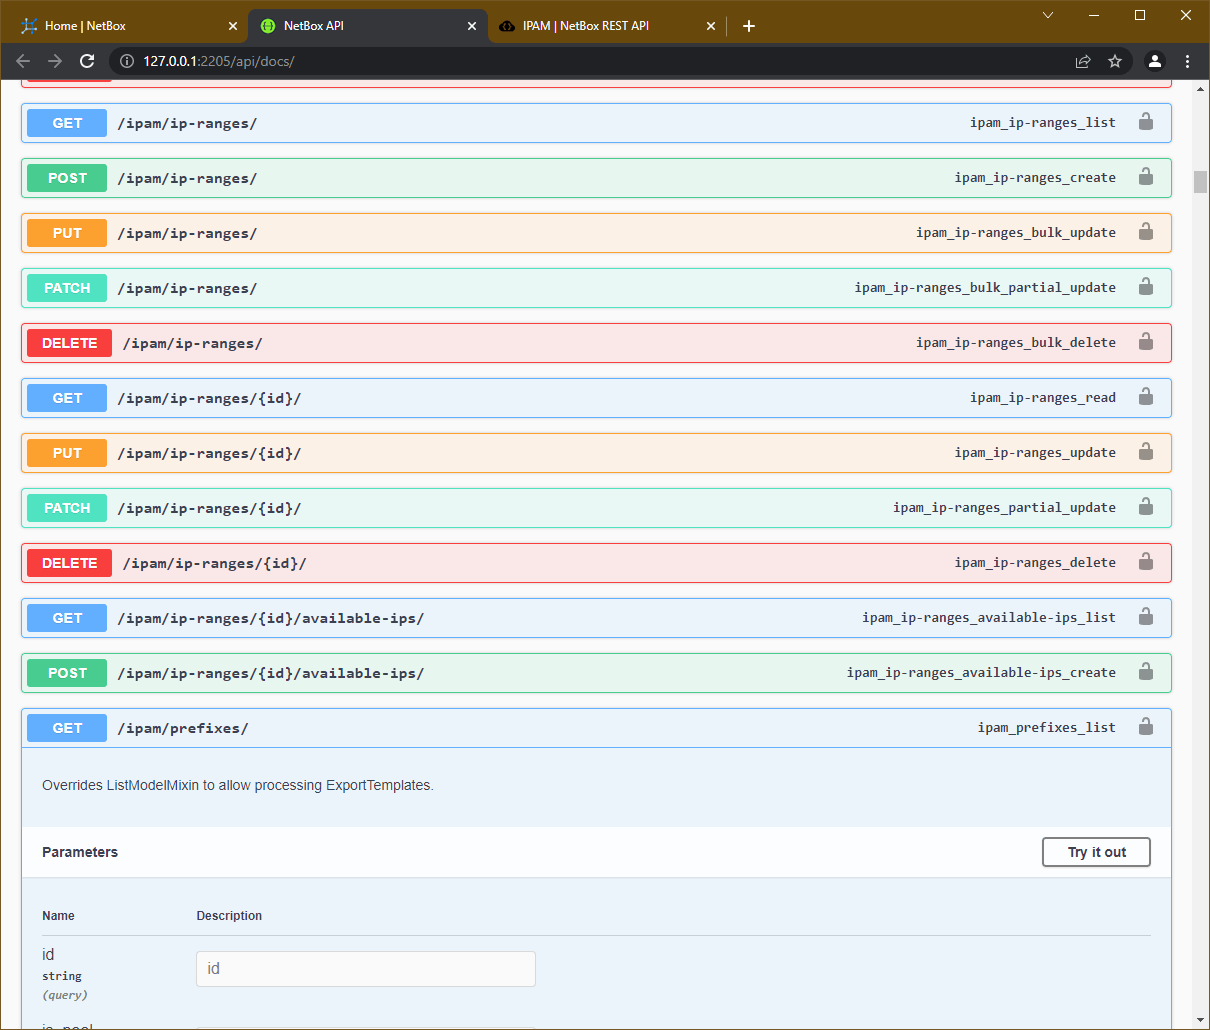 Home | NetBox
NetBox API
IPAM | NetBox REST API
127.0.0.1:2205/api/docs/
GET /ipam/ip-ranges/ ipam_ip-ranges_list
POST /ipam/ip-ranges/ ipam_ip-ranges_create
PUT /ipam/ip-ranges/ ipam_ip-ranges_bulk_update
PATCH /ipam/ip-ranges/ ipam_ip-ranges_bulk_partial_update
DELETE /ipam/ip-ranges/ ipam_ip-ranges_bulk_delete
GET /ipam/ip-ranges/{id}/ ipam_ip-ranges_read
PUT /ipam/ip-ranges/{id}/ ipam_ip-ranges_update
PATCH /ipam/ip-ranges/{id}/ ipam_ip-ranges_partial_update
DELETE /ipam/ip-ranges/{id}/ ipam_ip-ranges_delete
GET /ipam/ip-ranges/{id}/available-ips/ ipam_ip-ranges_available-ips_list
POST /ipam/ip-ranges/{id}/available-ips/ ipam_ip-ranges_available-ips_create
GET /ipam/prefixes/ ipam_prefixes_list
Overrides ListModelMixin to allow processing ExportTemplates.
Parameters Try it out
Name Description
id
string
(query)
id